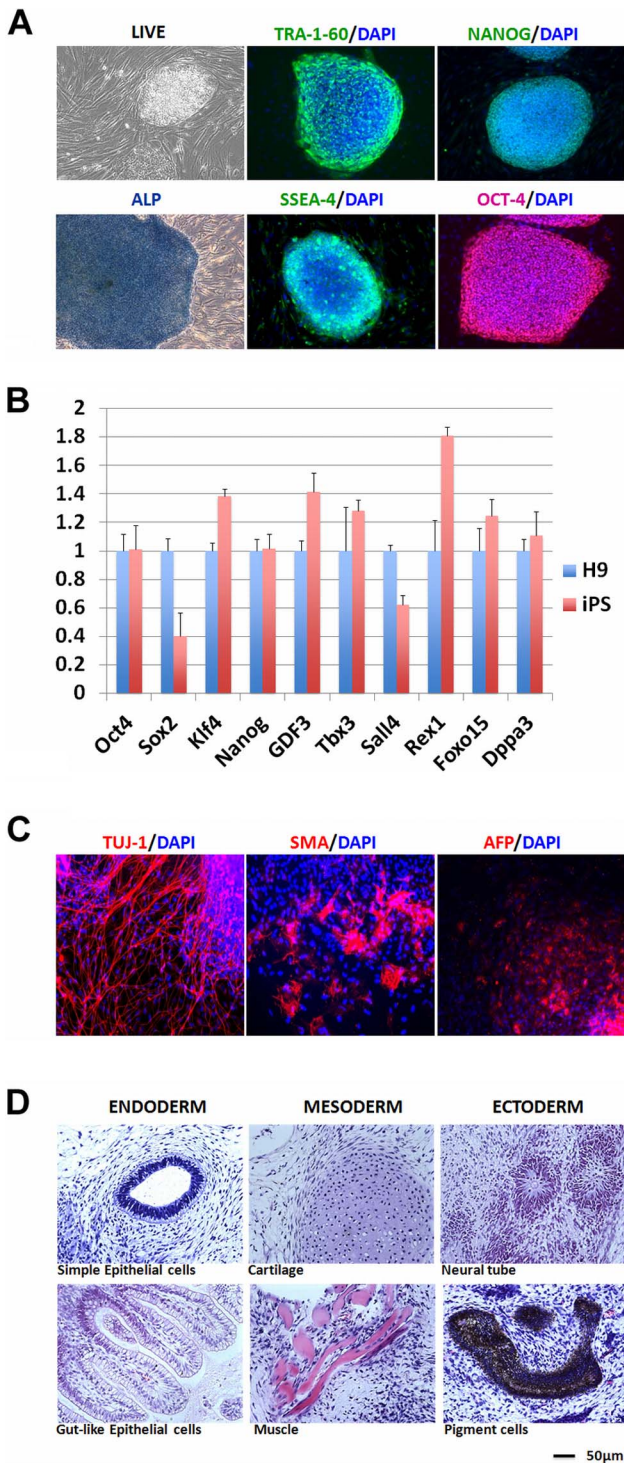 A
LIVE
TRA-1-60/DAPI
NANOG/DAPI
ALP
SSEA-4/DAPI
OCT-4/DAPI
B
2
1.8
1.6
1.4
1.2
1
0.8
0.6
0.4
0.2
0
Oct4
Sox2
Klf4
Nanog
GDF3
Tbx3
Sall4
Rex1
Foxo15
Dppa3
H9
iPS
C
TUJ-1/DAPI
SMA/DAPI
AFP/DAPI
D
ENDODERM
MESODERM
ECTODERM
Simple Epithelial cells
Cartilage
Neural tube
Gut-like Epithelial cells
Muscle
Pigment cells
50µm